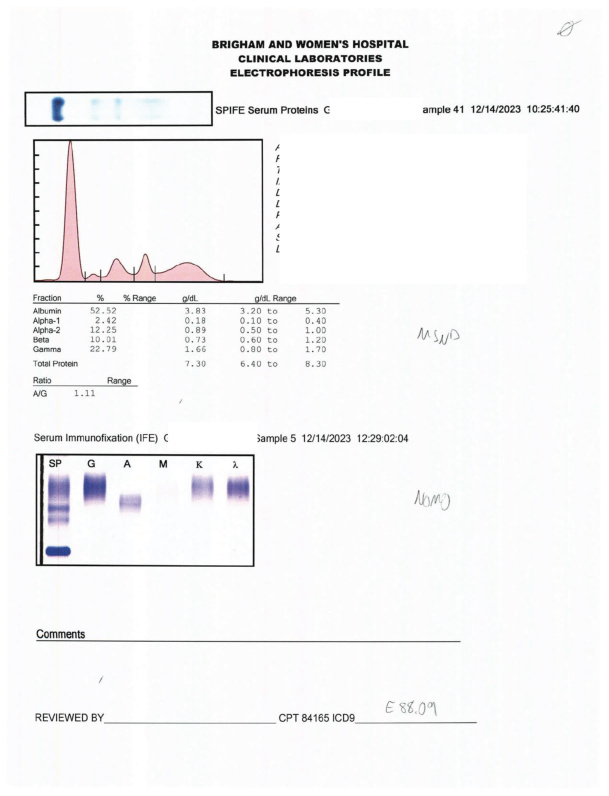 BRIGHAM AND WOMEN'S HOSPITAL
CLINICAL LABORATORIES
ELECTROPHORESIS PROFILE
SPIFE Serum Proteins G ample 41 12/14/2023 10:25:41:40
Fraction % % Range g/dL g/dL Range
Albumin 52.52 3.83 3.20 to 5.30
Alpha-1 2.42 0.18 0.10 to 0.40
Alpha-2 12.25 0.89 0.50 to 1.00
Beta 10.01 0.73 0.60 to 1.20
Gamma 22.79 1.66 0.80 to 1.70
MSND
Total Protein 7.30 6.40 to 8.30
Ratio Range
A/G 1.11
Serum Immunofixation (IFE) Sample 5 12/14/2023 12:29:02:04
SP G A M K λ
Comments
REVIEWED BY CPT 84165 ICD9 E 88.09